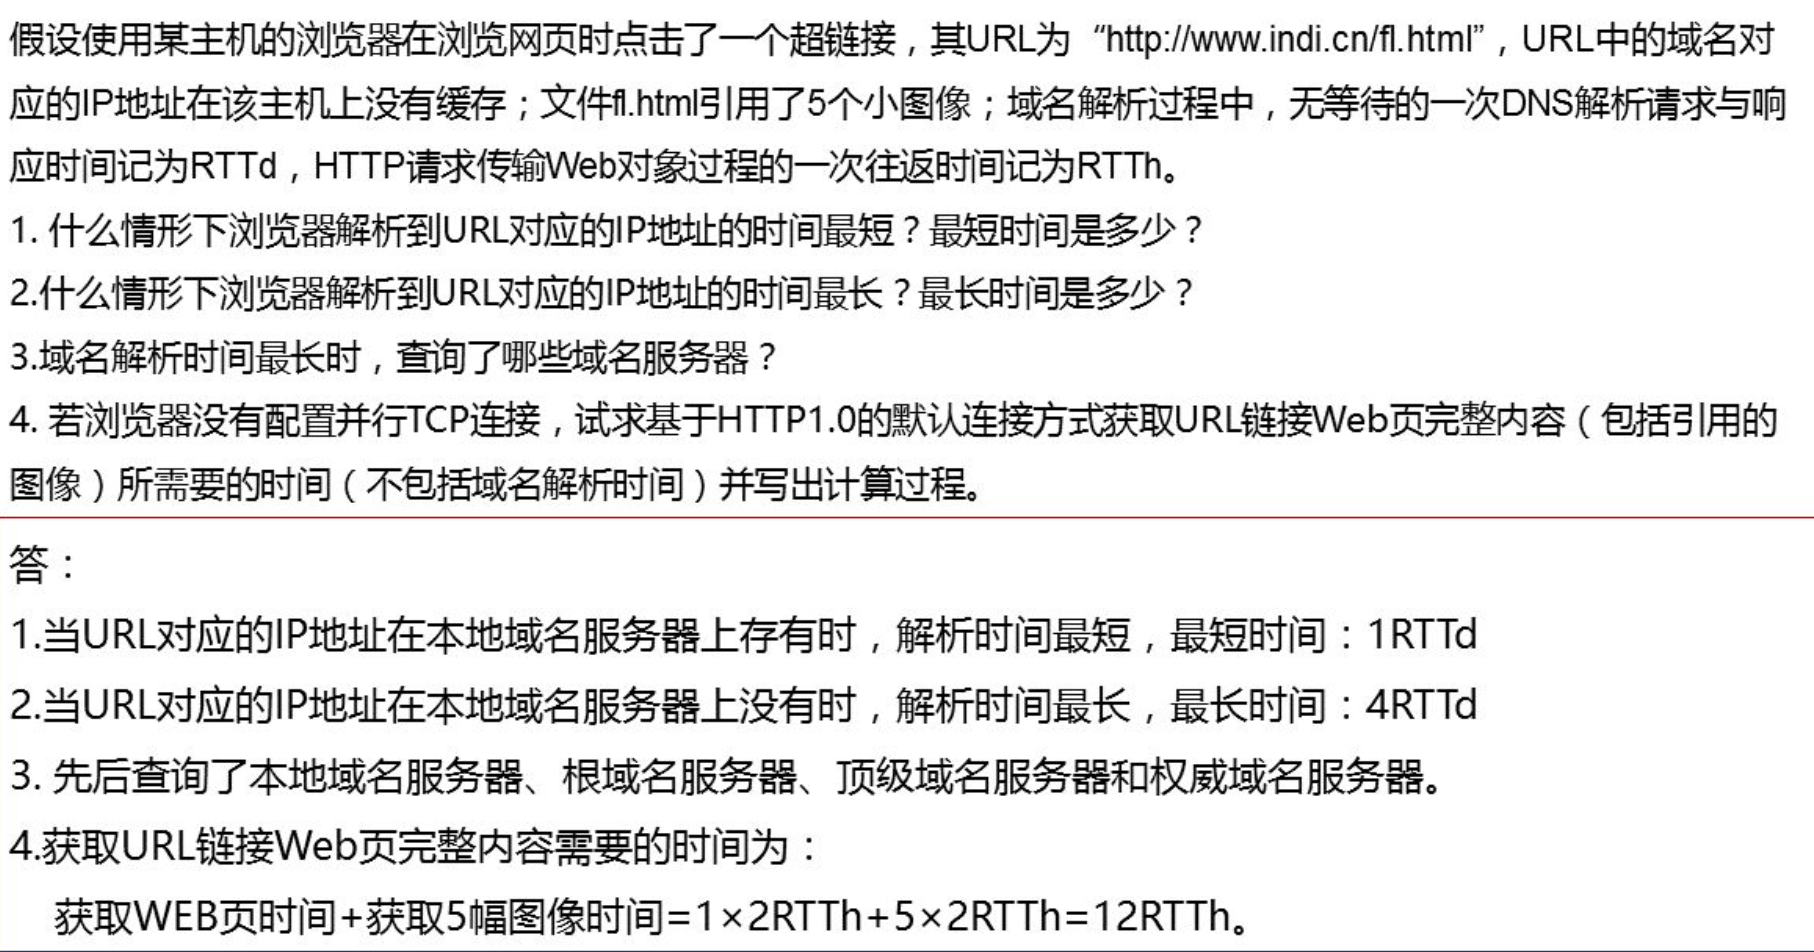 假设使用某主机的浏览器在浏览网页时点击了一个超链接，其URL为“http://www.indi.cn/fl.html”，URL中的域名对
应的IP地址在该主机上没有缓存；文件fl.html引用了5个小图像；域名解析过程中，无等待的一次DNS解析请求与响
应时间记为RTTd，HTTP请求传输Web对象过程的一次往返时间记为RTTh。
1. 什么情形下浏览器解析到URL对应的IP地址的时间最短？最短时间是多少？
2.什么情形下浏览器解析到URL对应的IP地址的时间最长？最长时间是多少？
3.域名解析时间最长时，查询了哪些域名服务器？
4. 若浏览器没有配置并行TCP连接，试求基于HTTP1.0的默认连接方式获取URL链接Web页完整内容（包括引用的
图像）所需要的时间（不包括域名解析时间）并写出计算过程。
答：
1.当URL对应的IP地址在本地域名服务器上存有时，解析时间最短，最短时间：1RTTd
2.当URL对应的IP地址在本地域名服务器上没有时，解析时间最长，最长时间：4RTTd
3. 先后查询了本地域名服务器、根域名服务器、顶级域名服务器和权威域名服务器。
4.获取URL链接Web页完整内容需要的时间为：
获取WEB页时间+获取5幅图像时间=1×2RTTh+5×2RTTh=12RTTh。